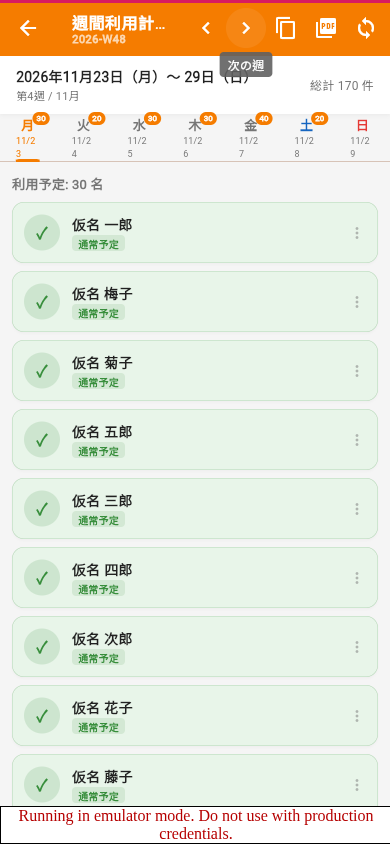 週間利用計…
2026-W48
PDF
次の週
2026年11月23日（月）〜 29日（日）
第4週 / 11月
総計 170 件
月 30 火 20 水 30 木 30 金 40 土 20 日
11/2 11/2 11/2 11/2 11/2 11/2 11/2
3 4 5 6 7 8 9
利用予定: 30 名
仮名 一郎
通常予定
仮名 梅子
通常予定
仮名 菊子
通常予定
仮名 五郎
通常予定
仮名 三郎
通常予定
仮名 四郎
通常予定
仮名 次郎
通常予定
仮名 花子
通常予定
仮名 藤子
通常予定
Running in emulator mode. Do not use with production
credentials.